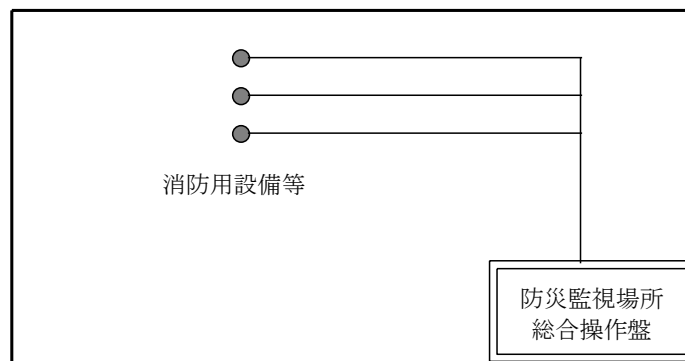 消防用設備等
防災監視場所
総合操作盤